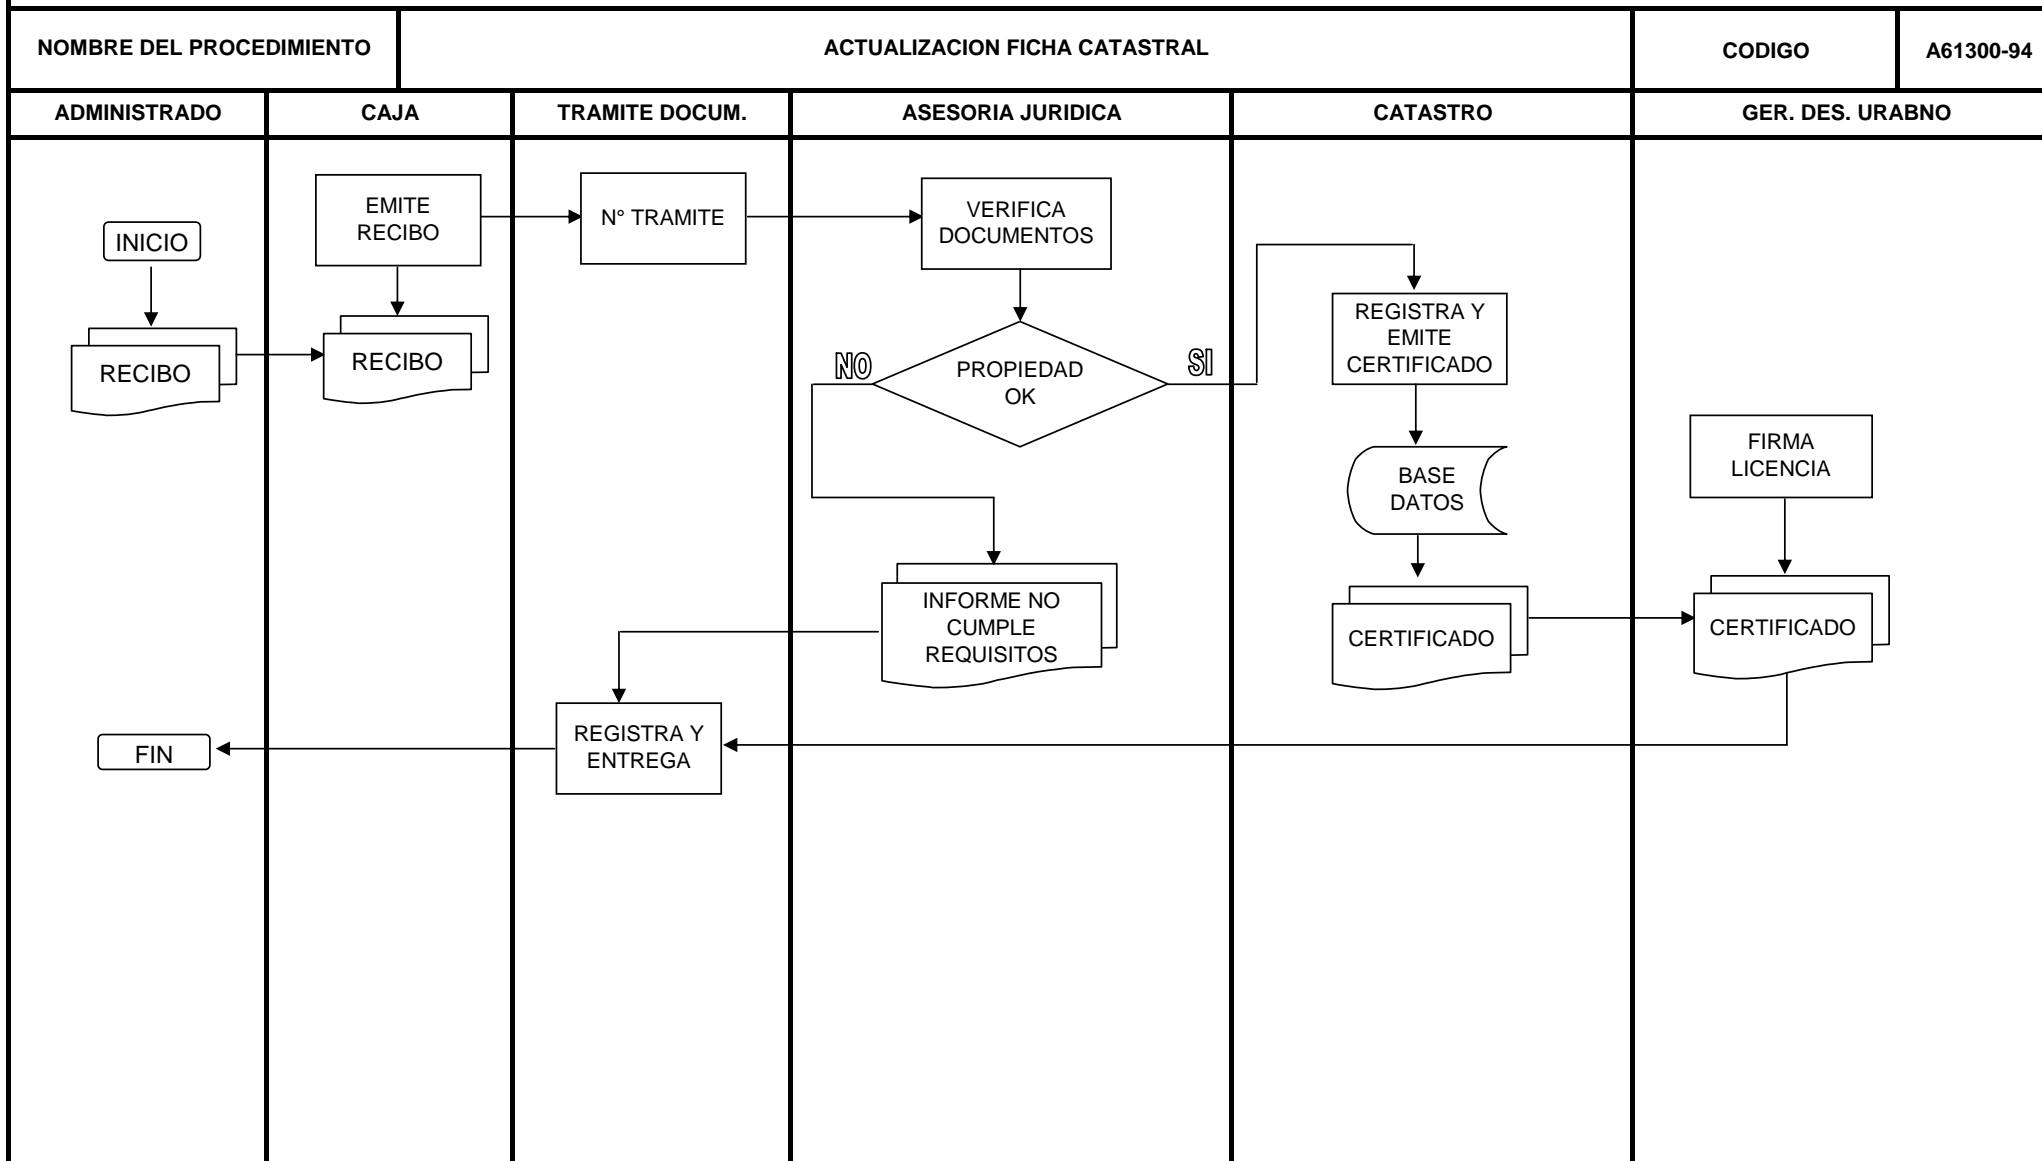 NOMBRE DEL PROCEDIMIENTO
ACTUALIZACION FICHA CATASTRAL
CODIGO
A61300-94
ADMINISTRADO
CAJA
TRAMITE DOCUM.
ASESORIA JURIDICA
CATASTRO
GER. DES. URABNO
INICIO
RECIBO
EMITE
RECIBO
RECIBO
N° TRAMITE
VERIFICA
DOCUMENTOS
PROPIEDAD
OK
NO
SI
REGISTRA Y
EMITE
CERTIFICADO
BASE
DATOS
CERTIFICADO
FIRMA
LICENCIA
CERTIFICADO
INFORME NO
CUMPLE
REQUISITOS
REGISTRA Y
ENTREGA
FIN